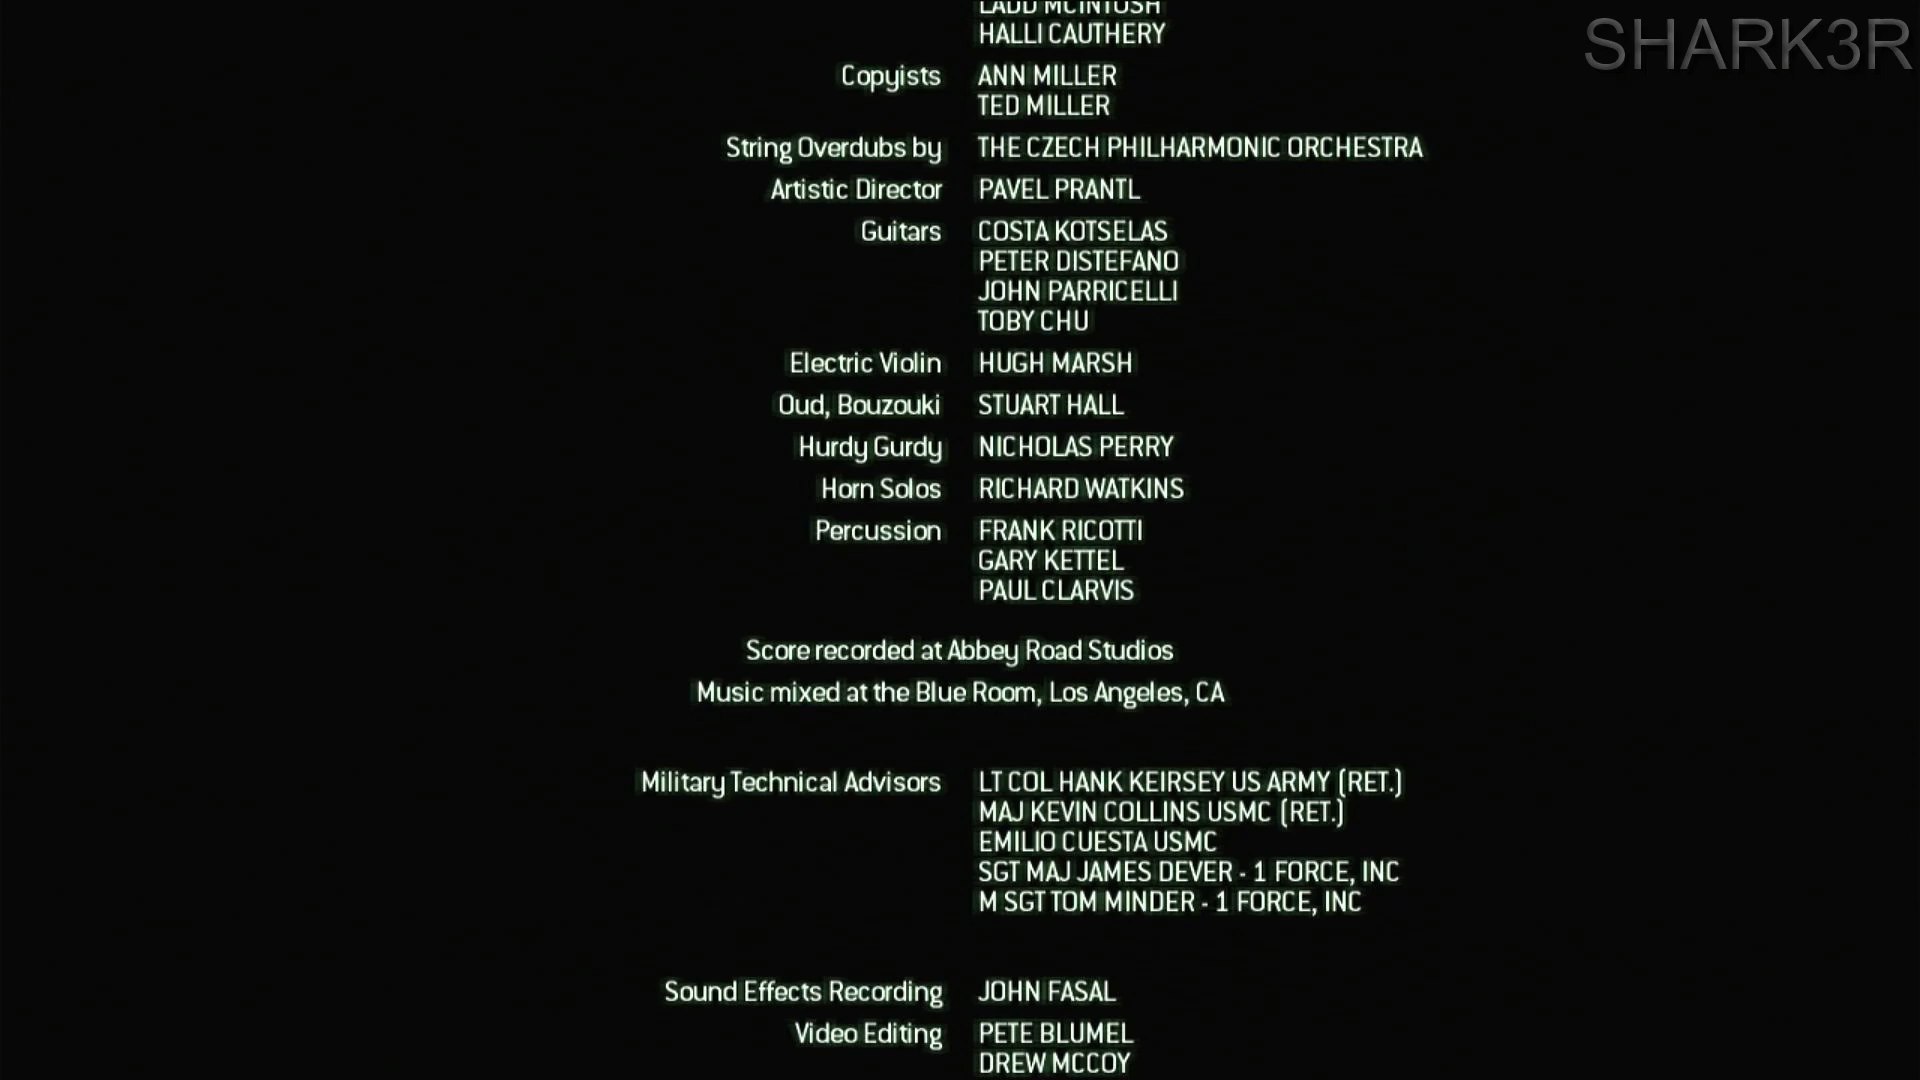 LADD MCINTOSH
HALLI CAUTHERY
SHARK3R
Copyists ANN MILLER
TED MILLER
String Overdubs by THE CZECH PHILHARMONIC ORCHESTRA
Artistic Director PAVEL PRANTL
Guitars COSTA KOTSELAS
PETER DISTEFANO
JOHN PARRICELLI
TOBY CHU
Electric Violin HUGH MARSH
Oud, Bouzouki STUART HALL
Hurdy Gurdy NICHOLAS PERRY
Horn Solos RICHARD WATKINS
Percussion FRANK RICOTTI
GARY KETTEL
PAUL CLARVIS
Score recorded at Abbey Road Studios
Music mixed at the Blue Room, Los Angeles, CA
Military Technical Advisors LT COL HANK KEIRSEY US ARMY (RET.)
MAJ KEVIN COLLINS USMC (RET.)
EMILIO CUESTA USMC
SGT MAJ JAMES DEVER - 1 FORCE, INC
M SGT TOM MINDER - 1 FORCE, INC
Sound Effects Recording JOHN FASAL
Video Editing PETE BLUMEL
DREW MCCOY